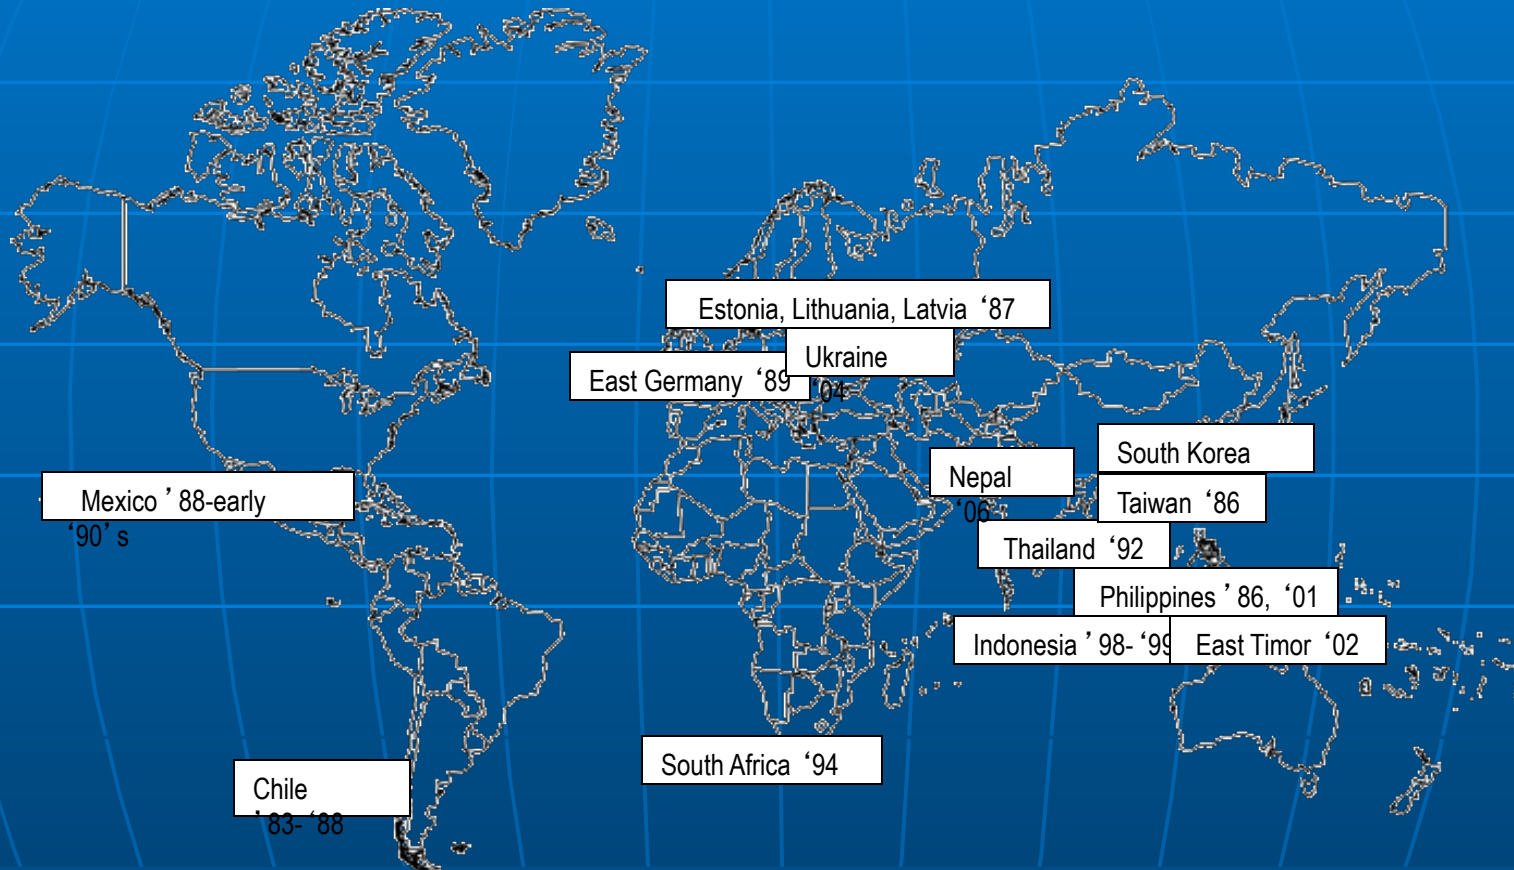 Estonia, Lithuania, Latvia ‘87
Ukraine
‘04
East Germany ‘89
South Korea
Nepal
‘06
Mexico ’ 88-early
‘90’ s
Taiwan ‘86
Thailand ‘92
Philippines ’ 86, ‘01
Indonesia ’ 98- ‘99
East Timor ‘02
South Africa ‘94
Chile
’ 83- ‘88